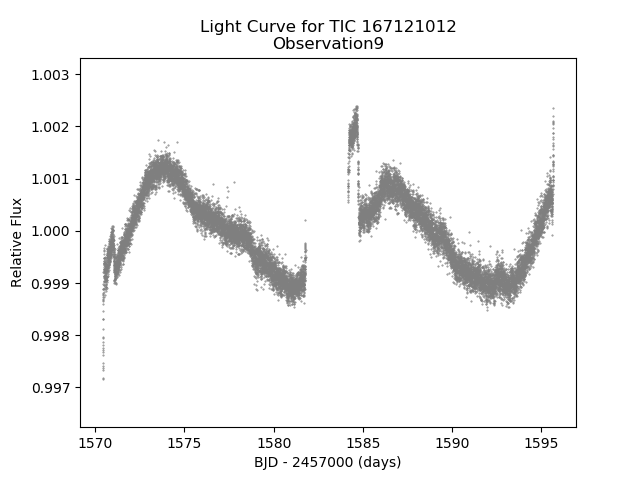 Light Curve for TIC 167121012
Observation9
1.003
1.002
1.001
1.000
0.999
0.998
0.997
Relative Flux
1570 1575 1580 1585 1590 1595
BJD - 2457000 (days)